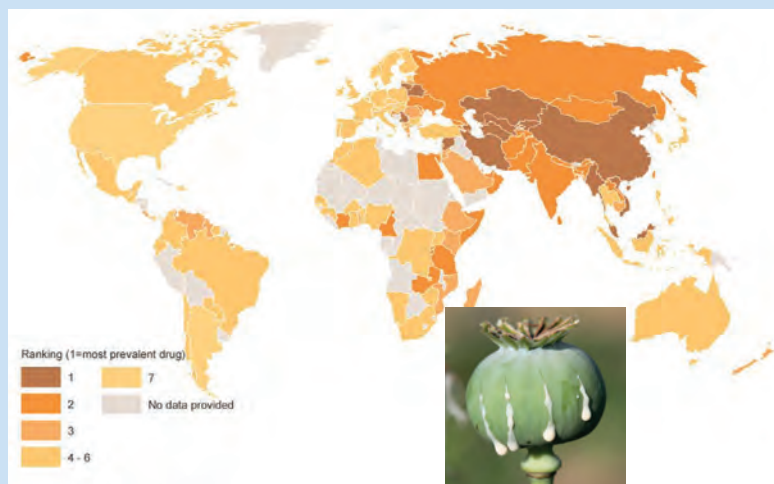 Ranking (1=most prevalent drug)
1
7
2
No data provided
3
4 - 6